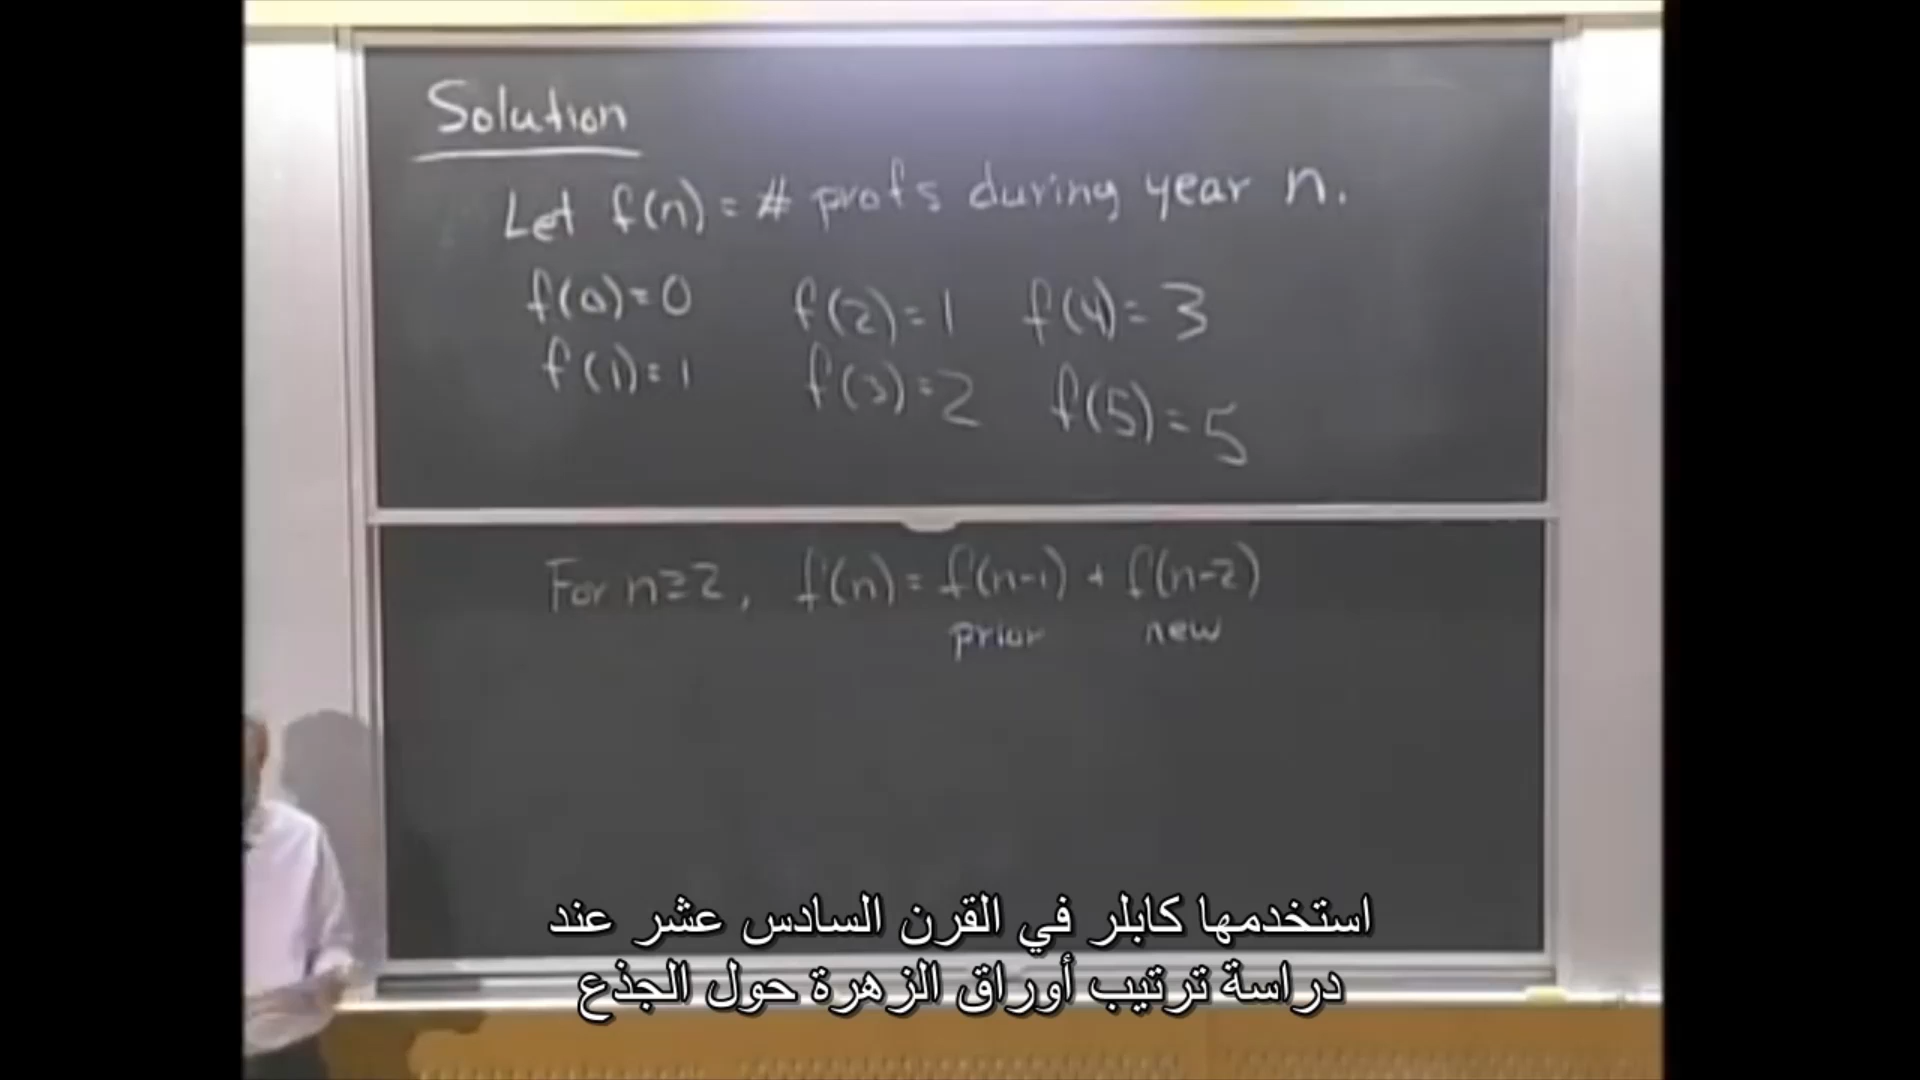 Solution
Let f(n) = # profs during year n.
f(0)=0 f(2)=1 f(4)=3
f(1)=1 f(3)=2 f(5)=5
For n≥2, f(n) = f(n-1) + f(n-2)
prior new
استخدمها كابلر في القرن السادس عشر عند
دراسة ترتيب أوراق الزهرة حول الجذع